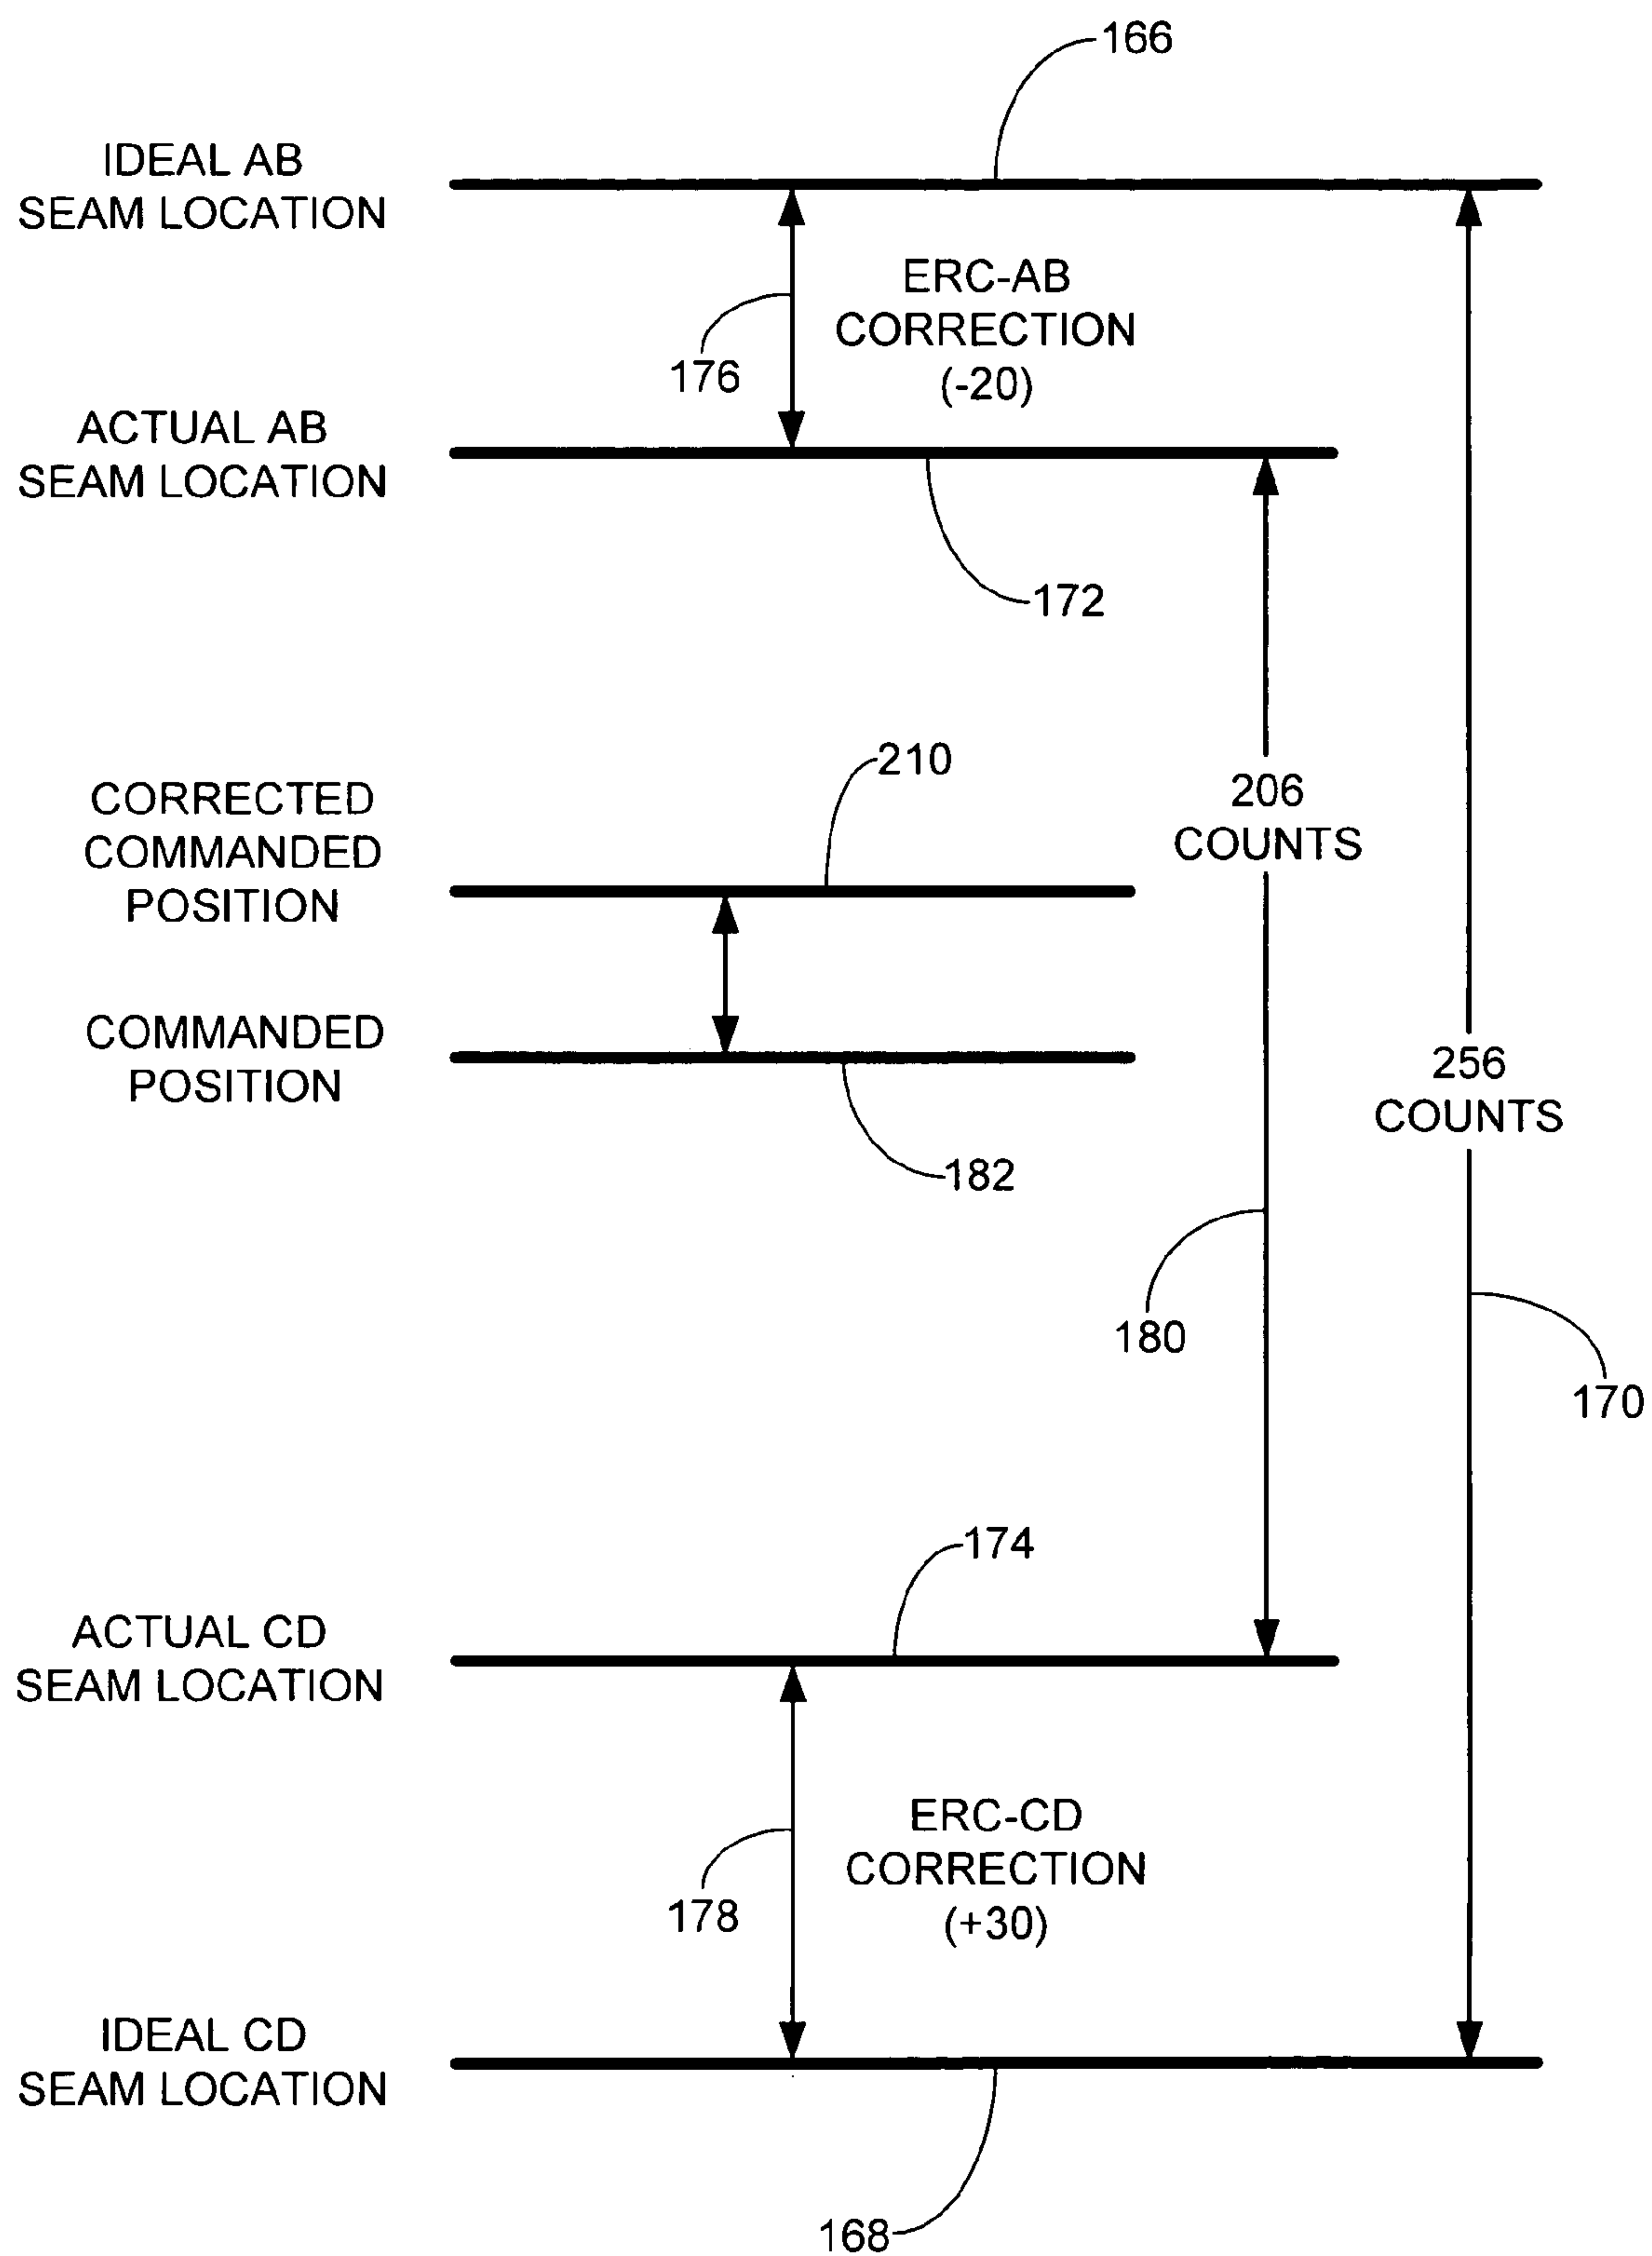 166
IDEAL AB
SEAM LOCATION
ERC-AB
CORRECTION
(-20)
176
ACTUAL AB
SEAM LOCATION
172
210
CORRECTED
COMMANDED
POSITION
206
COUNTS
COMMANDED
POSITION
256
COUNTS
182
180
170
174
ACTUAL CD
SEAM LOCATION
ERC-CD
CORRECTION
(+30)
178
IDEAL CD
SEAM LOCATION
168